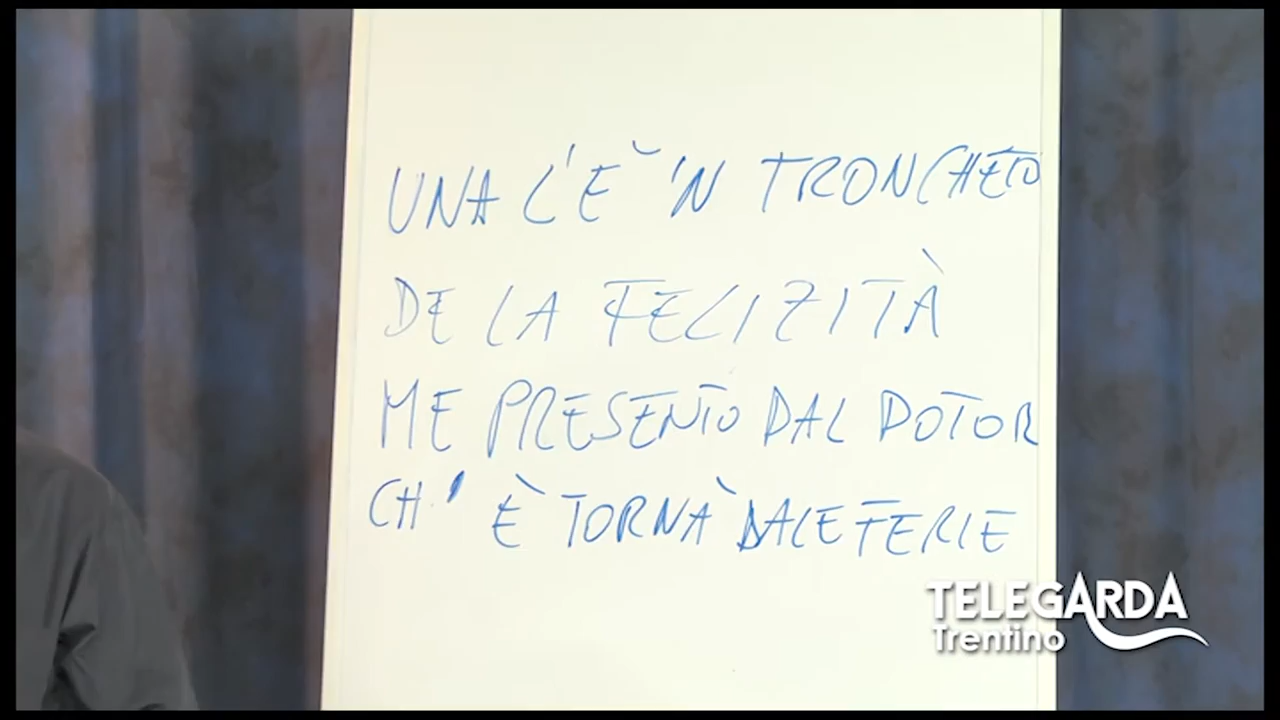 UNA L'È 'N TRONCHETO
DE LA FELIZITÀ
ME PRESENTO DAL DOTOR
CH' È TORNÀ DALE FERIE
TELEGARDA
Trentino